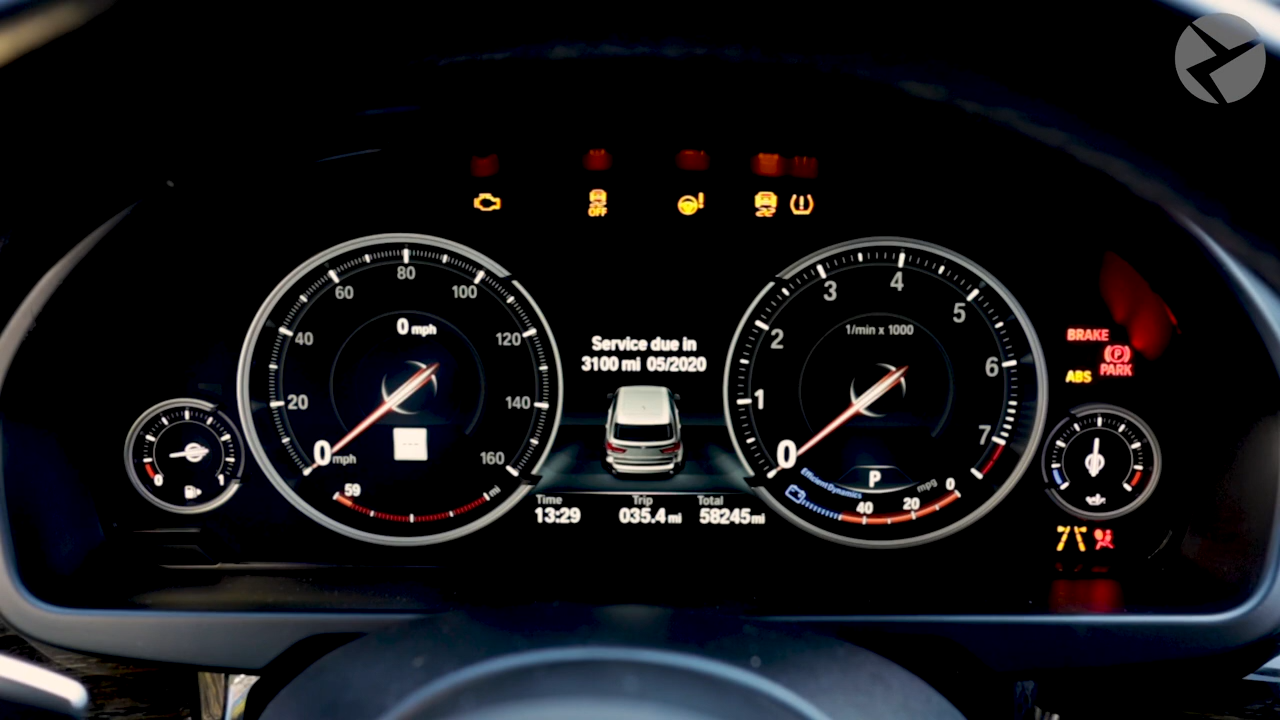 OFF
80
60
100
40
120
20
140
0 mph
160
0 mph
59
mi
0
1
Service due in
3100 mi 05/2020
Time
13:29
Trip
035.4 mi
Total
58245 mi
4
3
5
2
6
1
7
0
1/min x 1000
P
EfficientDynamics
40
20
mpg
0
BRAKE
P
PARK
ABS